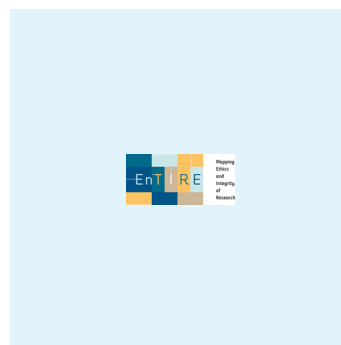 EnTIRE
Mapping
Ethics
and
Integrity
of
Research